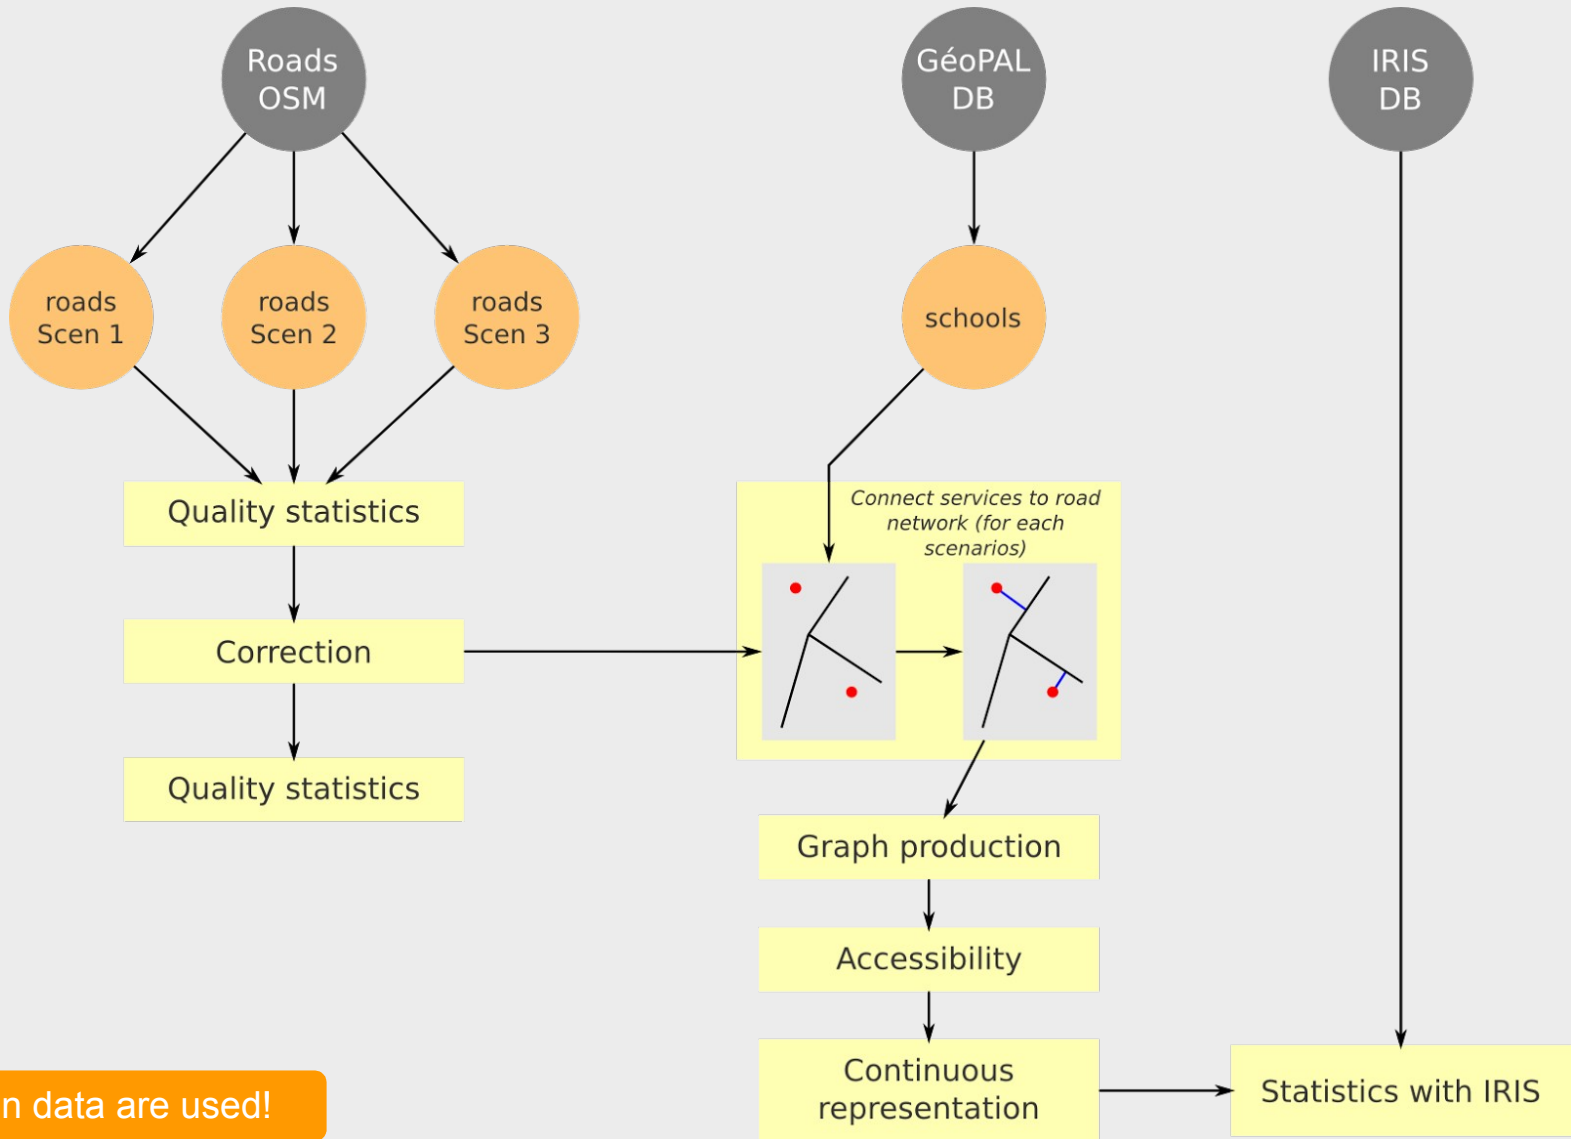 Roads
OSM
GéoPAL
DB
IRIS
DB
roads
Scen 1
roads
Scen 2
roads
Scen 3
schools
Quality statistics
Connect services to road
network (for each
scenarios)
Correction
Quality statistics
Graph production
Accessibility
Continuous
representation
Statistics with IRIS
n data are used!